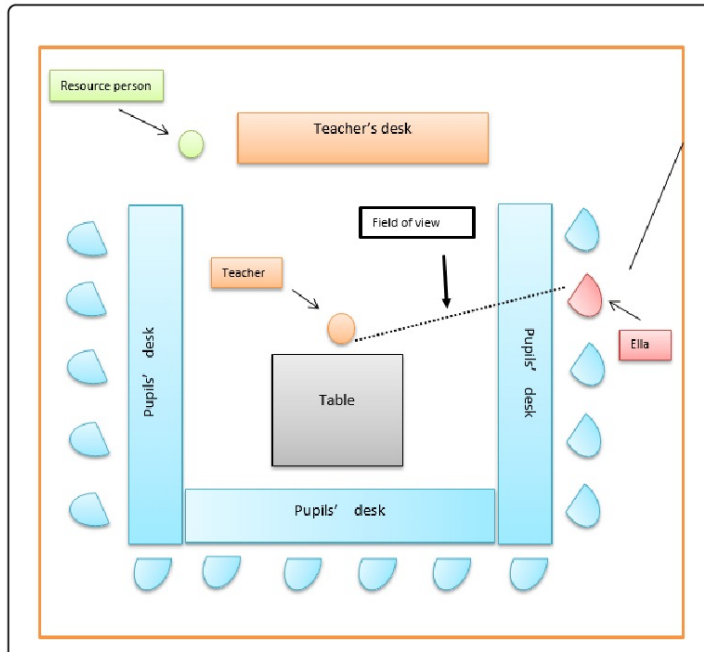 Resource person
Teacher's desk
Field of view
Teacher
Ella
Pupils' desk
Pupils' desk
Table
Pupils' desk